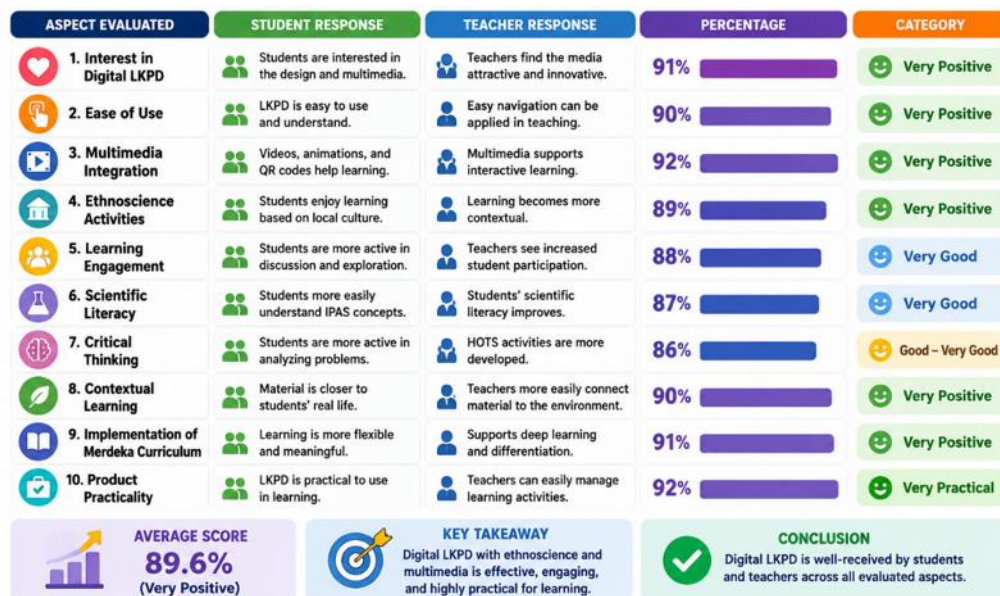 ASPECT EVALUATED
STUDENT RESPONSE
TEACHER RESPONSE
PERCENTAGE
CATEGORY
1. Interest in
Digital LKPD
Students are interested in
the design and multimedia.
Teachers find the media
attractive and innovative.
91%
Very Positive
2. Ease of Use
LKPD is easy to use
and understand.
Easy navigation can be
applied in teaching.
90%
Very Positive
3. Multimedia
Integration
Videos, animations, and
QR codes help learning.
Multimedia supports
interactive learning.
92%
Very Positive
4. Ethnoscience
Activities
Students enjoy learning
based on local culture.
Learning becomes more
contextual.
89%
Very Positive
5. Learning
Engagement
Students are more active in
discussion and exploration.
Teachers see increased
student participation.
88%
Very Good
6. Scientific
Literacy
Students more easily
understand IPAS concepts.
Students' scientific
literacy improves.
87%
Very Good
7. Critical
Thinking
Students are more active in
analyzing problems.
HOTS activities are more
developed.
86%
Good – Very Good
8. Contextual
Learning
Material is closer to
students' real life.
Teachers more easily connect
material to the environment.
90%
Very Positive
9. Implementation of
Merdeka Curriculum
Learning is more flexible
and meaningful.
Supports deep learning
and differentiation.
91%
Very Positive
10. Product
Practicality
LKPD is practical to use
in learning.
Teachers can easily manage
learning activities.
92%
Very Practical
AVERAGE SCORE
89.6%
(Very Positive)
KEY TAKEAWAY
Digital LKPD with ethnoscience and
multimedia is effective, engaging,
and highly practical for learning.
CONCLUSION
Digital LKPD is well-received by students
and teachers across all evaluated aspects.